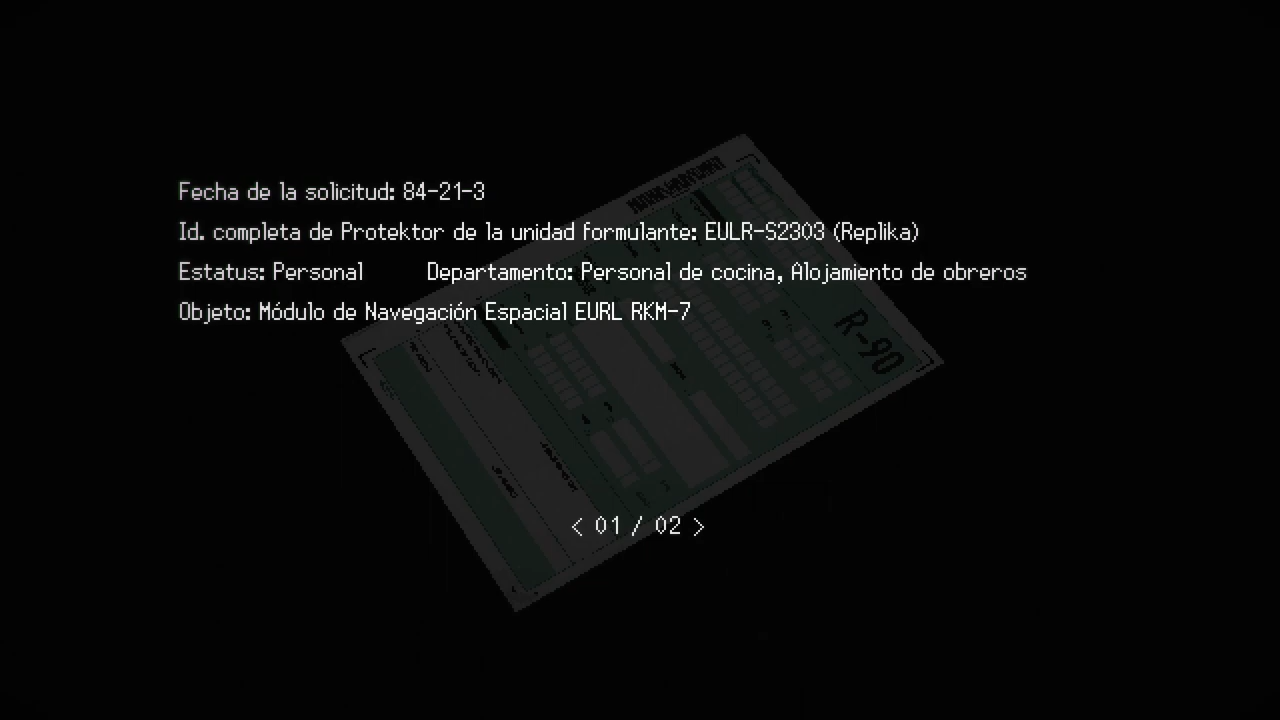 Fecha de la solicitud: 84-21-3
Id. completa de Protektor de la unidad formulante: EULR-S2303 (Replika)
Estatus: Personal Departamento: Personal de cocina, Alojamiento de obreros
Objeto: Módulo de Navegación Espacial EURL RKM-7
R-90
< 01 / 02 >